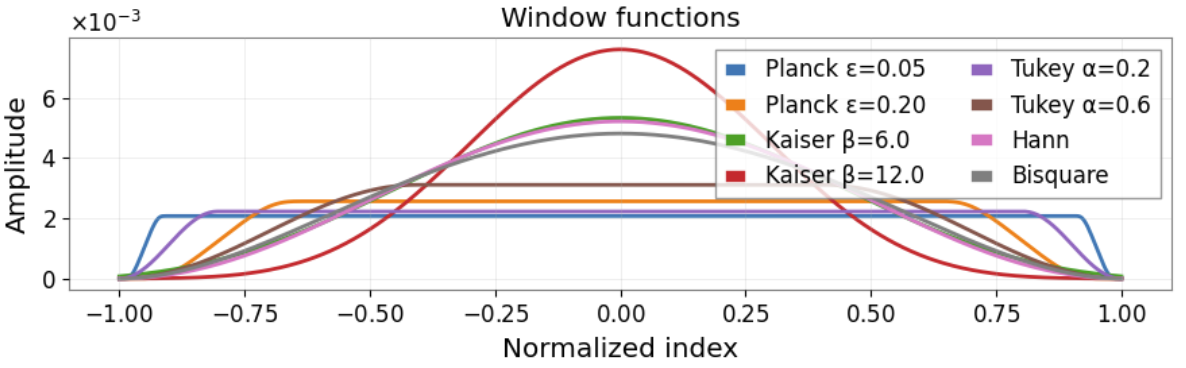 Window functions
×10⁻³
Amplitude
6
4
2
0
Planck ε=0.05
Planck ε=0.20
Kaiser β=6.0
Kaiser β=12.0
Tukey α=0.2
Tukey α=0.6
Hann
Bisquare
−1.00 −0.75 −0.50 −0.25 0.00 0.25 0.50 0.75 1.00
Normalized index